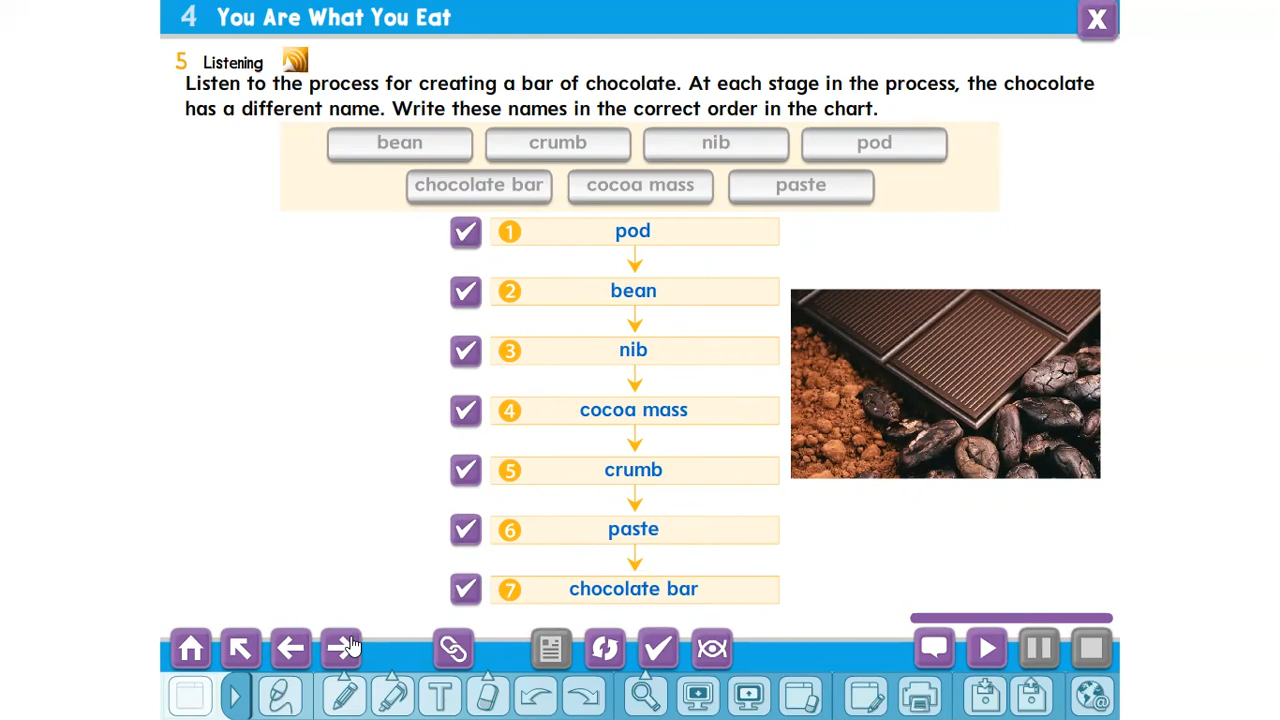 4 You Are What You Eat
X
5 Listening
Listen to the process for creating a bar of chocolate. At each stage in the process, the chocolate
has a different name. Write these names in the correct order in the chart.
bean crumb nib pod
chocolate bar cocoa mass paste
1 pod
2 bean
3 nib
4 cocoa mass
5 crumb
6 paste
7 chocolate bar
T